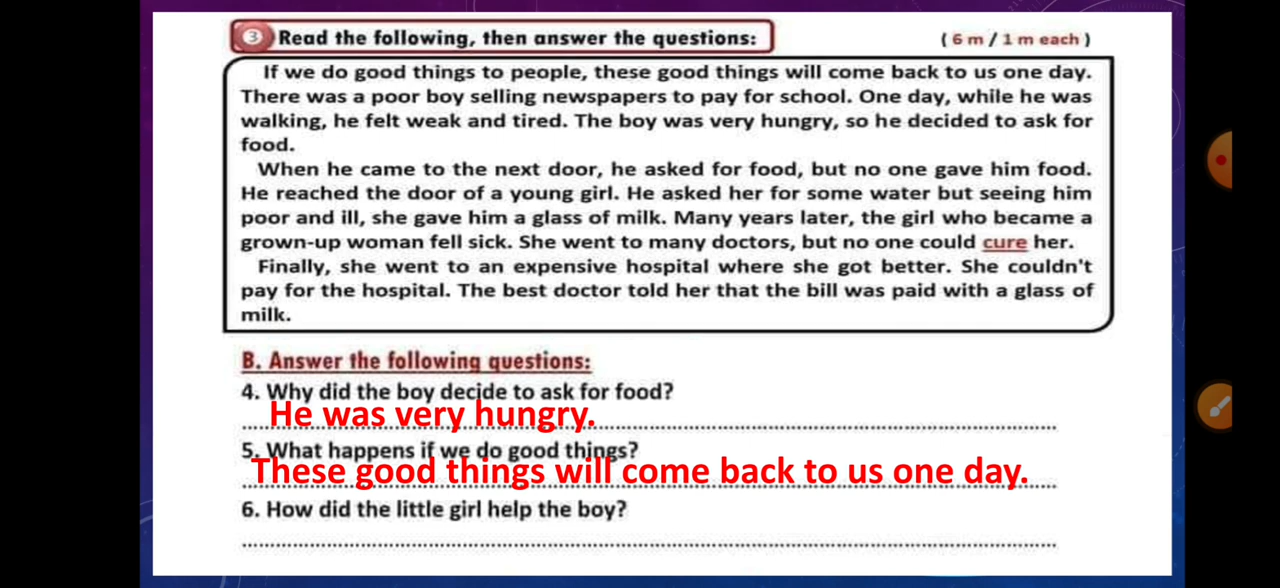 3 Read the following, then answer the questions: ( 6 m / 1 m each )
If we do good things to people, these good things will come back to us one day.
There was a poor boy selling newspapers to pay for school. One day, while he was
walking, he felt weak and tired. The boy was very hungry, so he decided to ask for
food.
When he came to the next door, he asked for food, but no one gave him food.
He reached the door of a young girl. He asked her for some water but seeing him
poor and ill, she gave him a glass of milk. Many years later, the girl who became a
grown-up woman fell sick. She went to many doctors, but no one could cure her.
Finally, she went to an expensive hospital where she got better. She couldn't
pay for the hospital. The best doctor told her that the bill was paid with a glass of
milk.
B. Answer the following questions:
4. Why did the boy decide to ask for food?
He was very hungry.
5. What happens if we do good things?
These good things will come back to us one day.
6. How did the little girl help the boy?